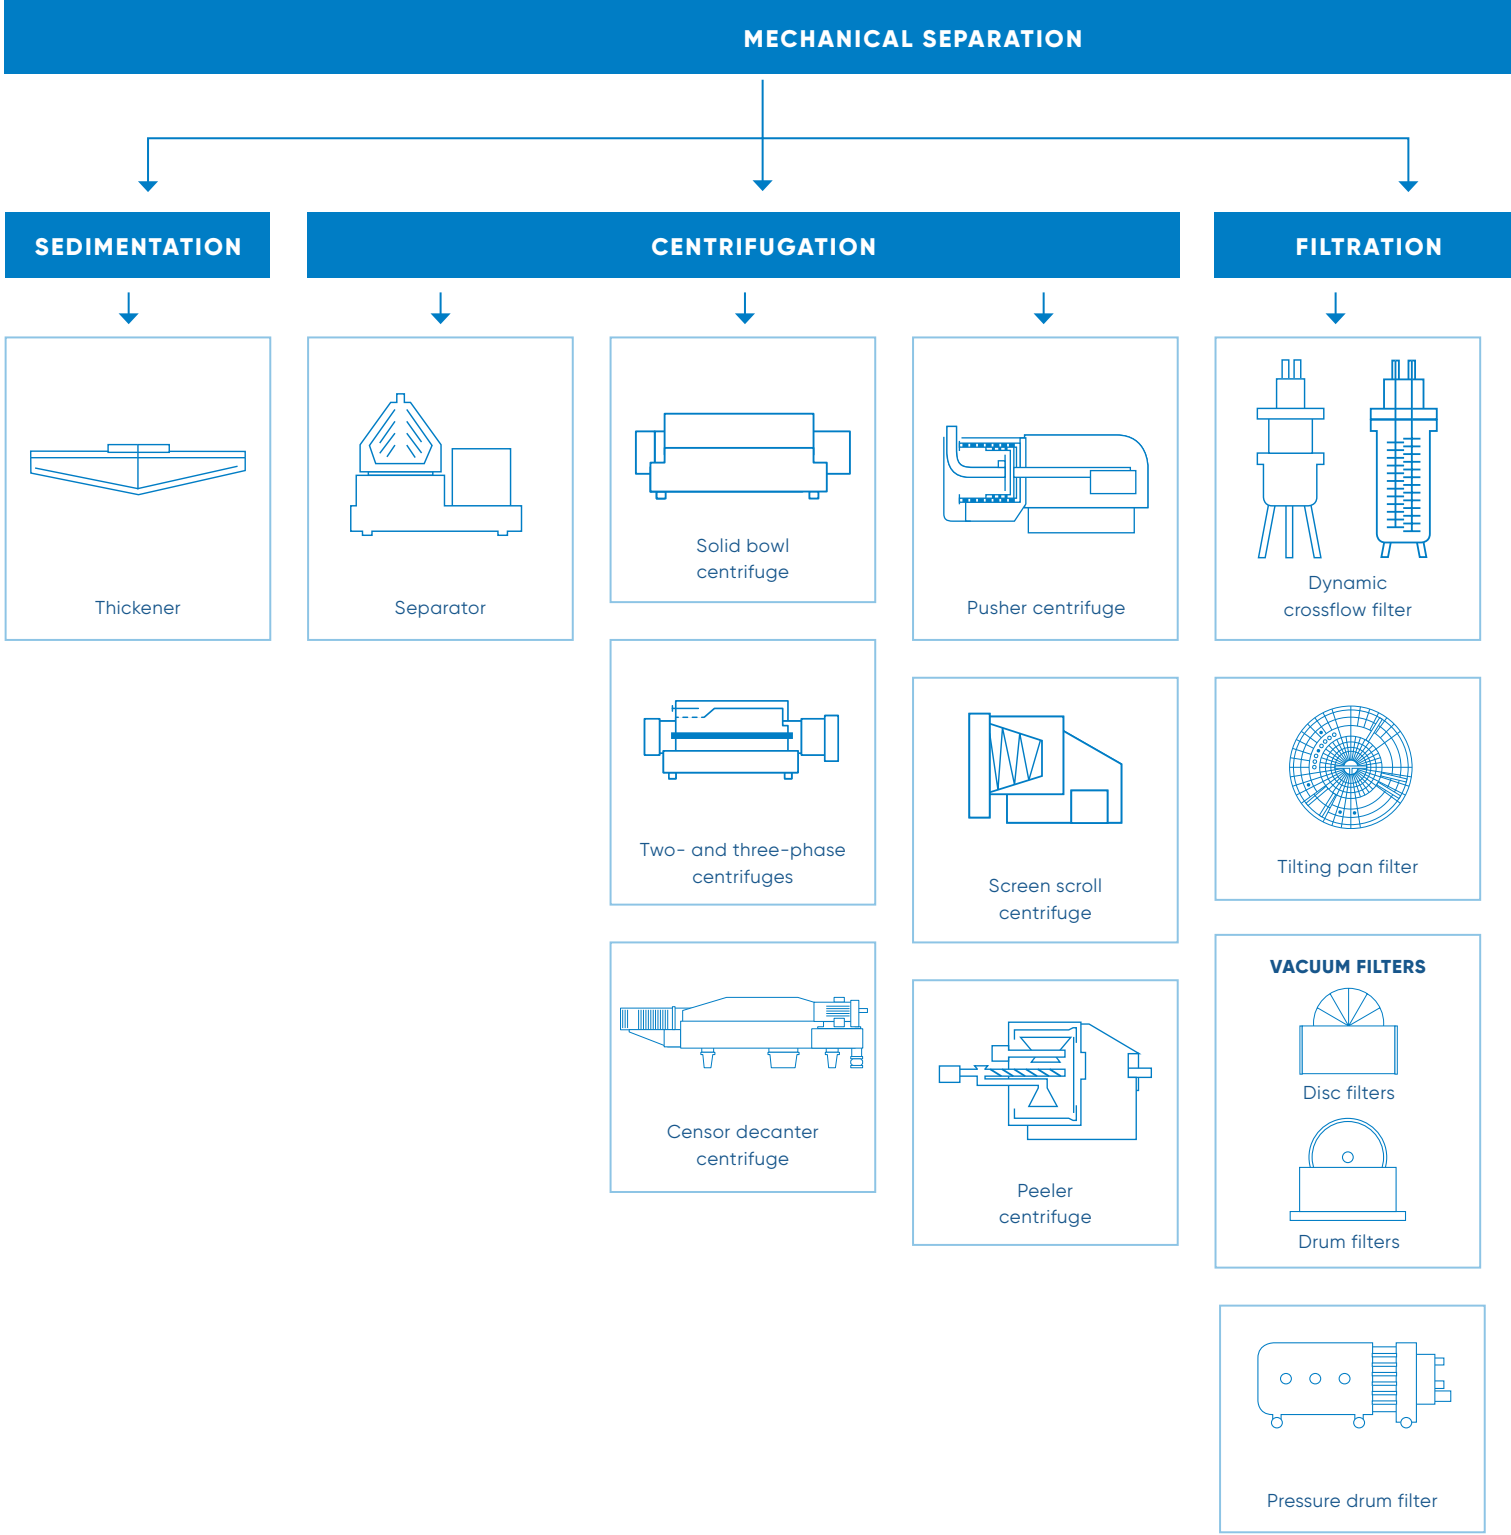 MECHANICAL SEPARATION
SEDIMENTATION
CENTRIFUGATION
FILTRATION
Thickener
Separator
Solid bowl
centrifuge
Two- and three-phase
centrifuges
Censor decanter
centrifuge
Pusher centrifuge
Screen scroll
centrifuge
Peeler
centrifuge
Dynamic
crossflow filter
Tilting pan filter
VACUUM FILTERS
Disc filters
Drum filters
Pressure drum filter